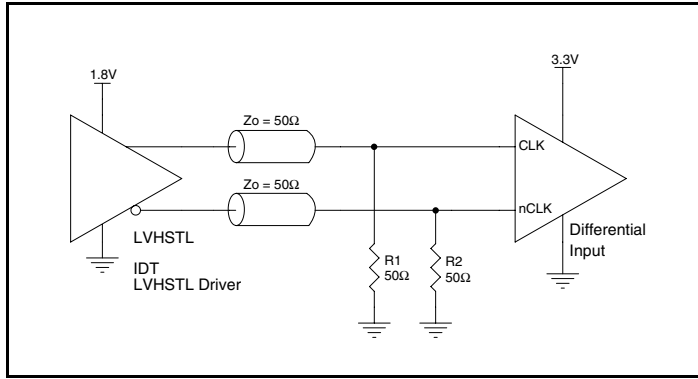 1.8V
3.3V
Zo = 50Ω
CLK
Zo = 50Ω
nCLK
LVHSTL
IDT
LVHSTL Driver
R1
50Ω
R2
50Ω
Differential
Input